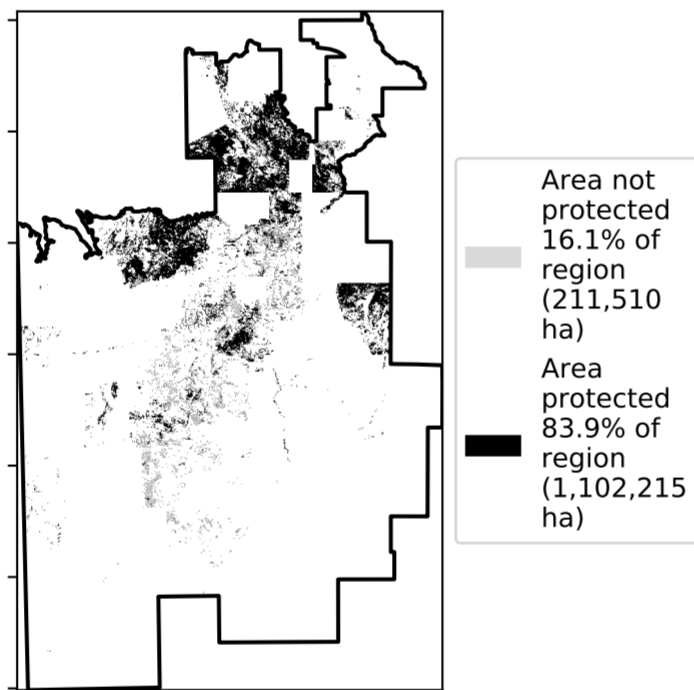 Area not
protected
16.1% of
region
(211,510
ha)
Area
protected
83.9% of
region
(1,102,215
ha)